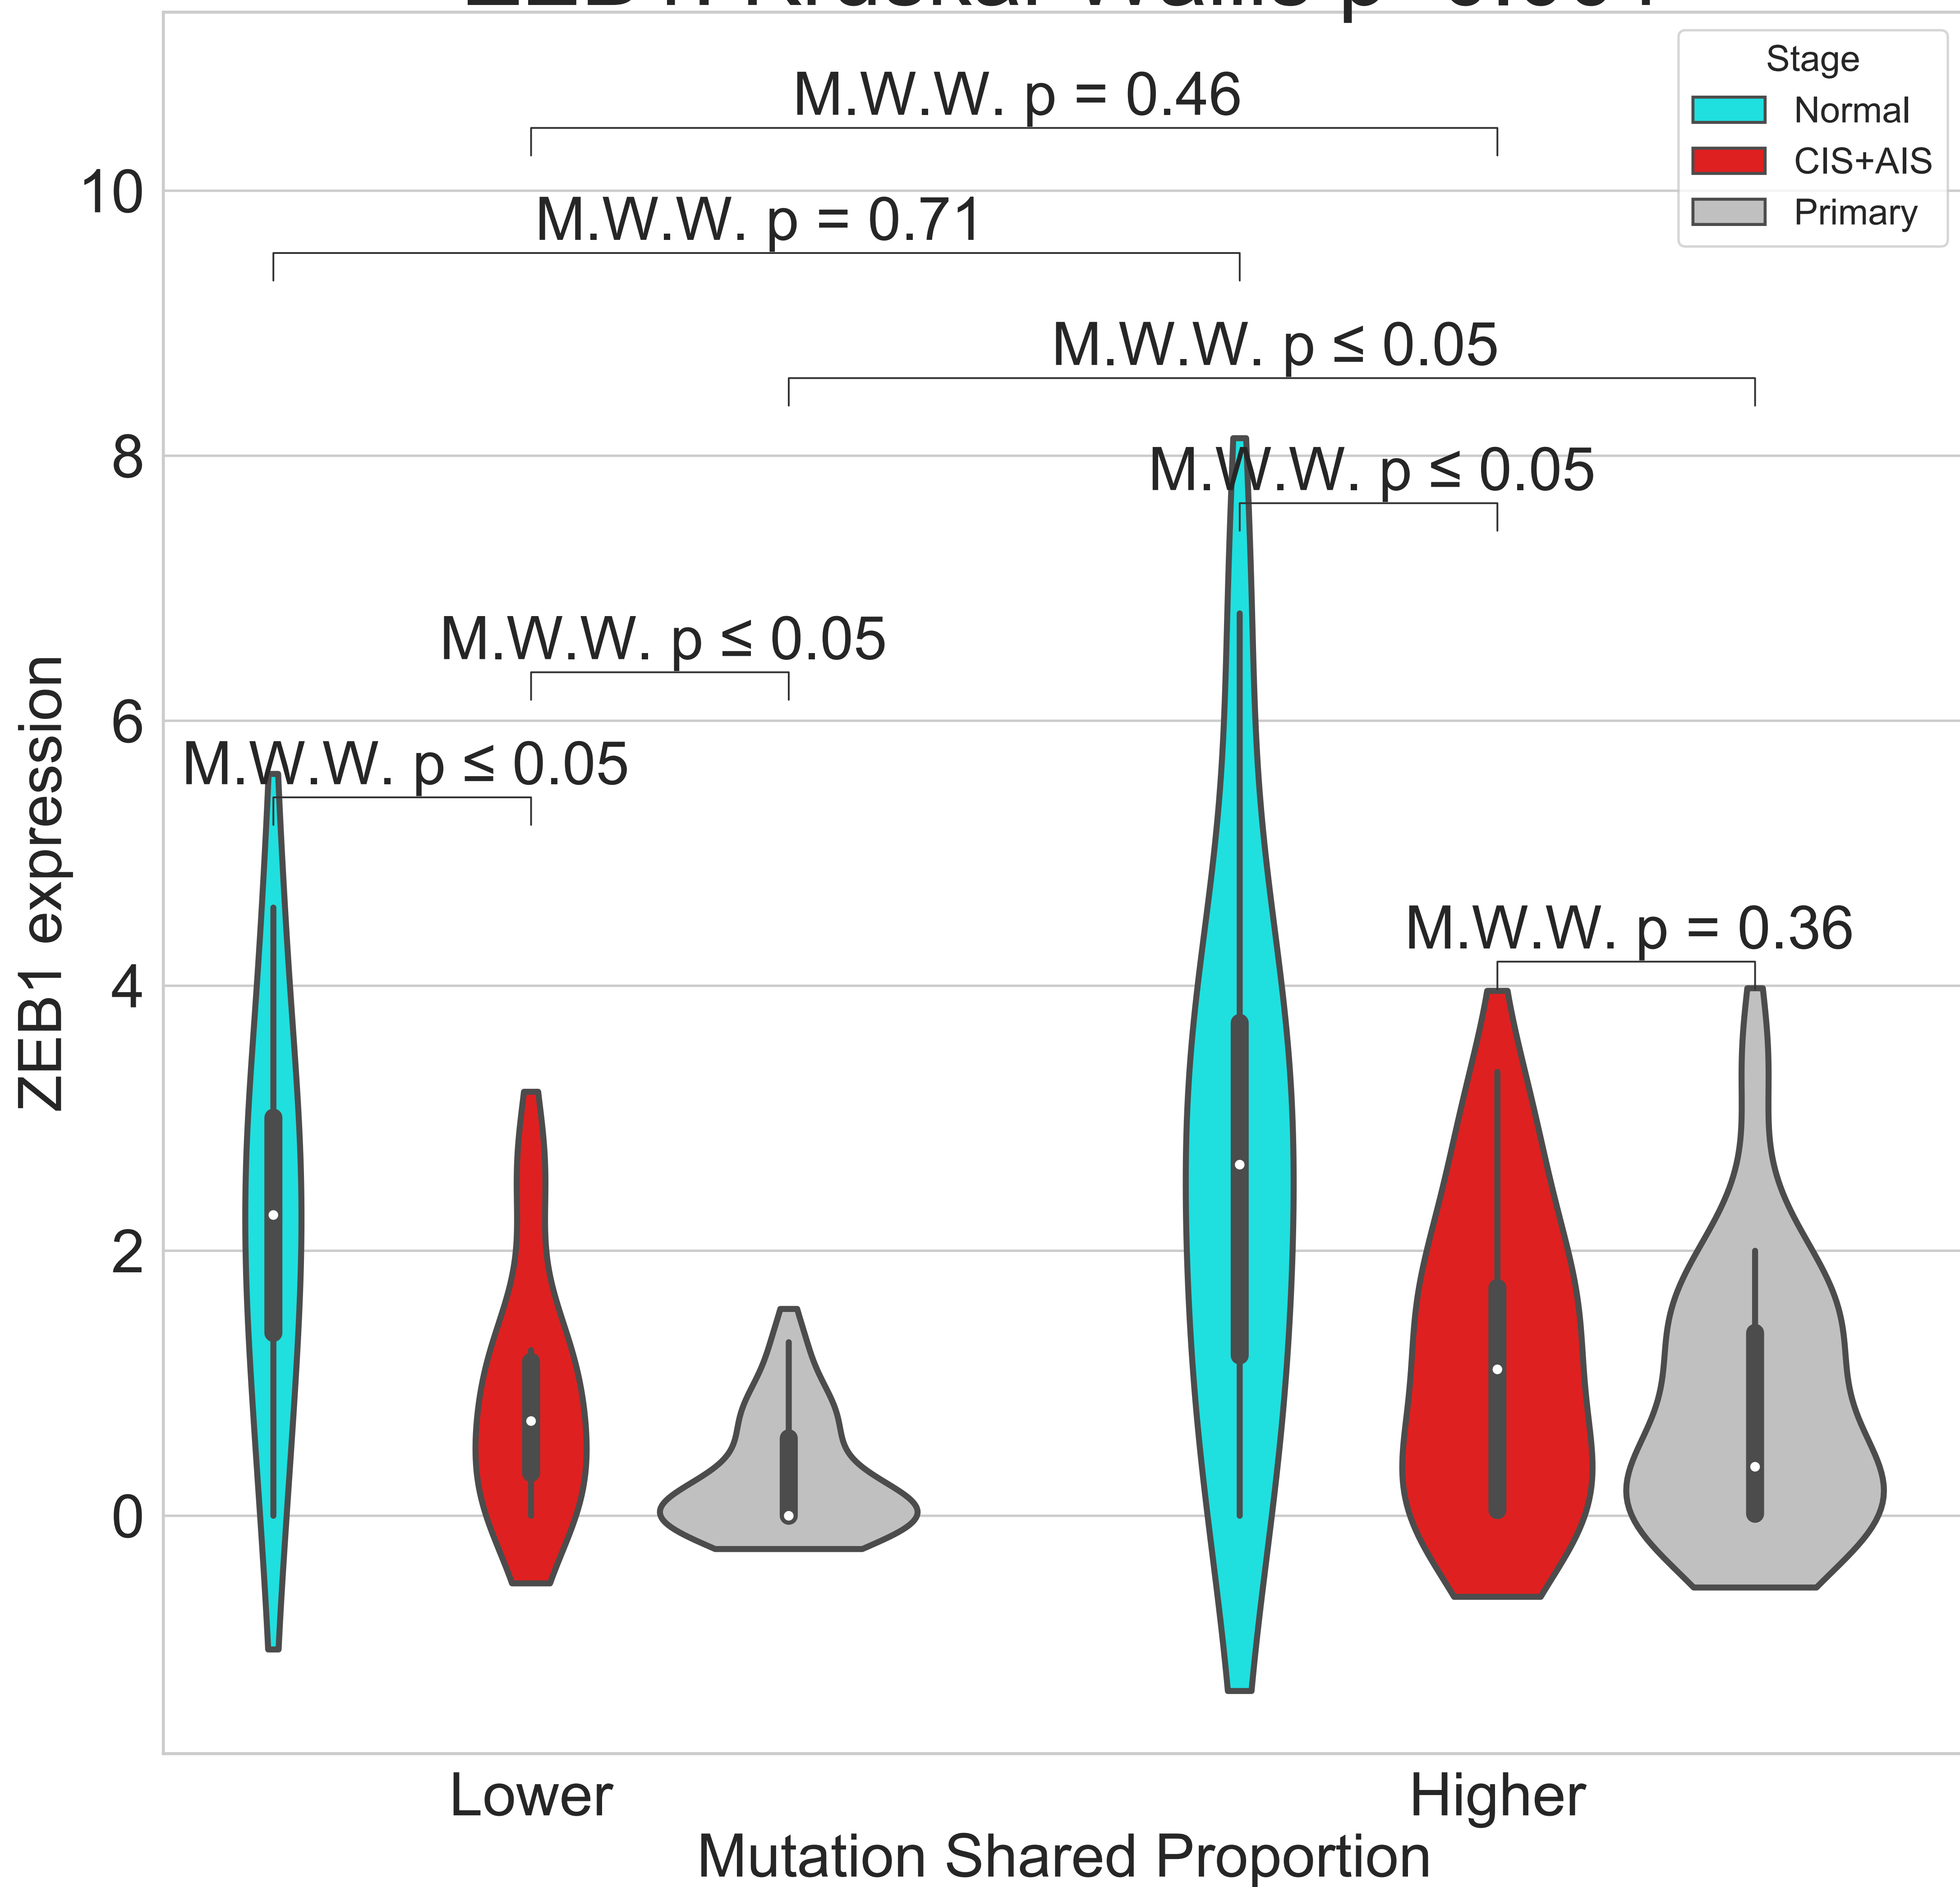 Stage
Normal
CIS+AIS
Primary
M.W.W. p = 0.46
M.W.W. p = 0.71
M.W.W. p ≤ 0.05
M.W.W. p ≤ 0.05
M.W.W. p ≤ 0.05
M.W.W. p ≤ 0.05
M.W.W. p = 0.36
10
8
6
4
2
0
ZEB1 expression
Lower
Higher
Mutation Shared Proportion